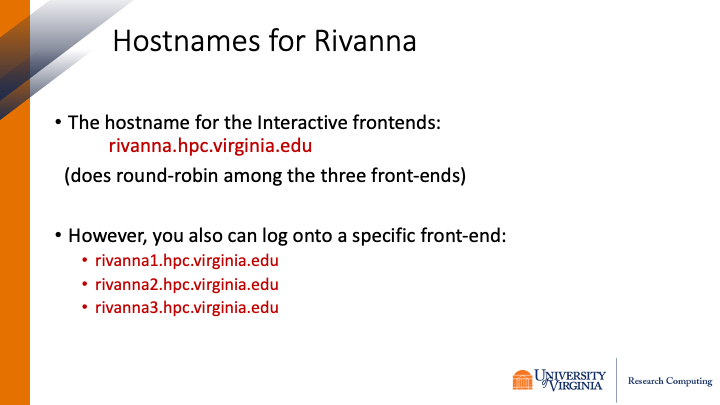 Hostnames for Rivanna
• The hostname for the Interactive frontends:
rivanna.hpc.virginia.edu
(does round-robin among the three front-ends)
• However, you also can log onto a specific front-end:
• rivanna1.hpc.virginia.edu
• rivanna2.hpc.virginia.edu
• rivanna3.hpc.virginia.edu
UNIVERSITY
of VIRGINIA
Research Computing